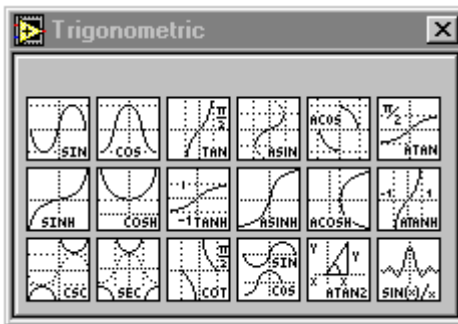 Trigonometric
SIN COS π/2 TAN ASIN ACOS π/2 ATAN
SINH COSH -1 1 TANH ASINH ACOSH -1 1 ATANH
CSC SEC π/2 COT SIN COS Y Y X X ATAN2 SIN(x)/x